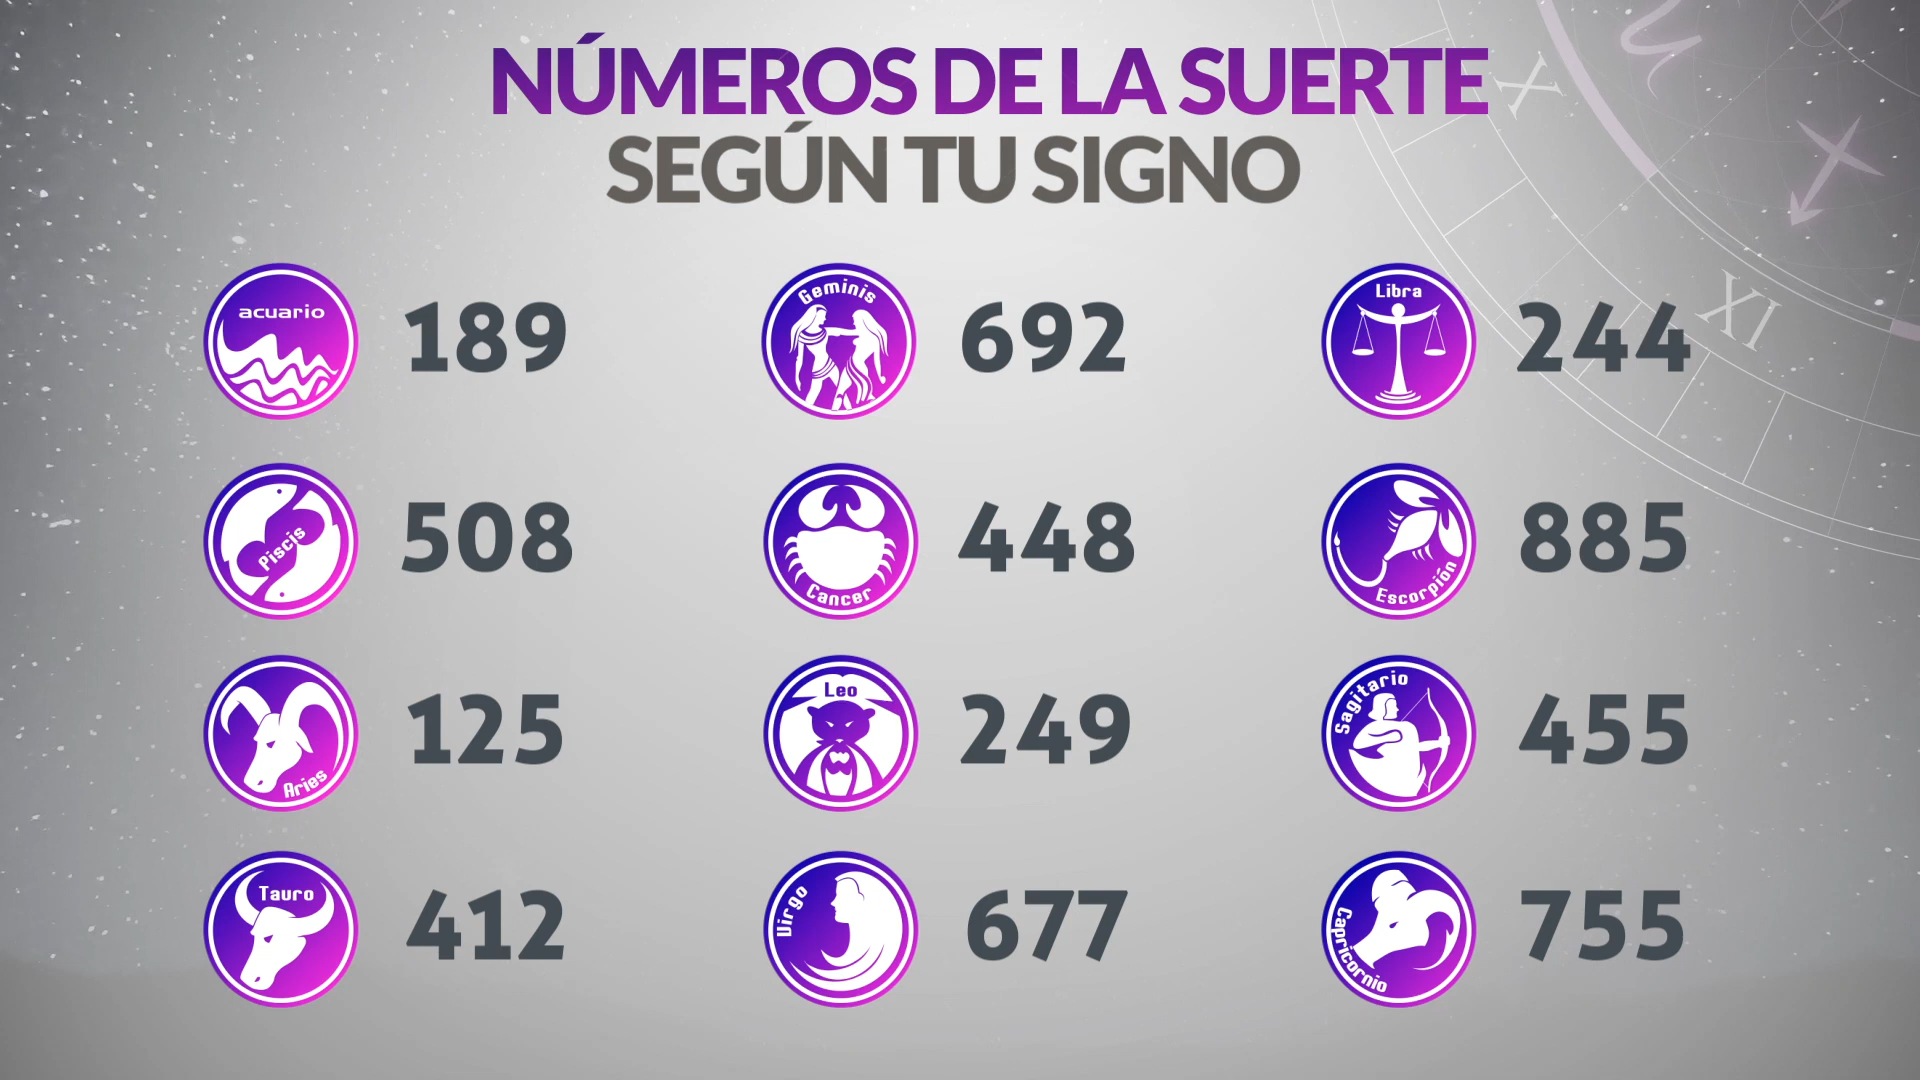 NÚMEROS DE LA SUERTE
SEGÚN TU SIGNO
acuario 189
Geminis 692
Libra 244
Piscis 508
Cancer 448
Escorpión 885
Aries 125
Leo 249
Sagitario 455
Tauro 412
Virgo 677
Capricornio 755
X
XI